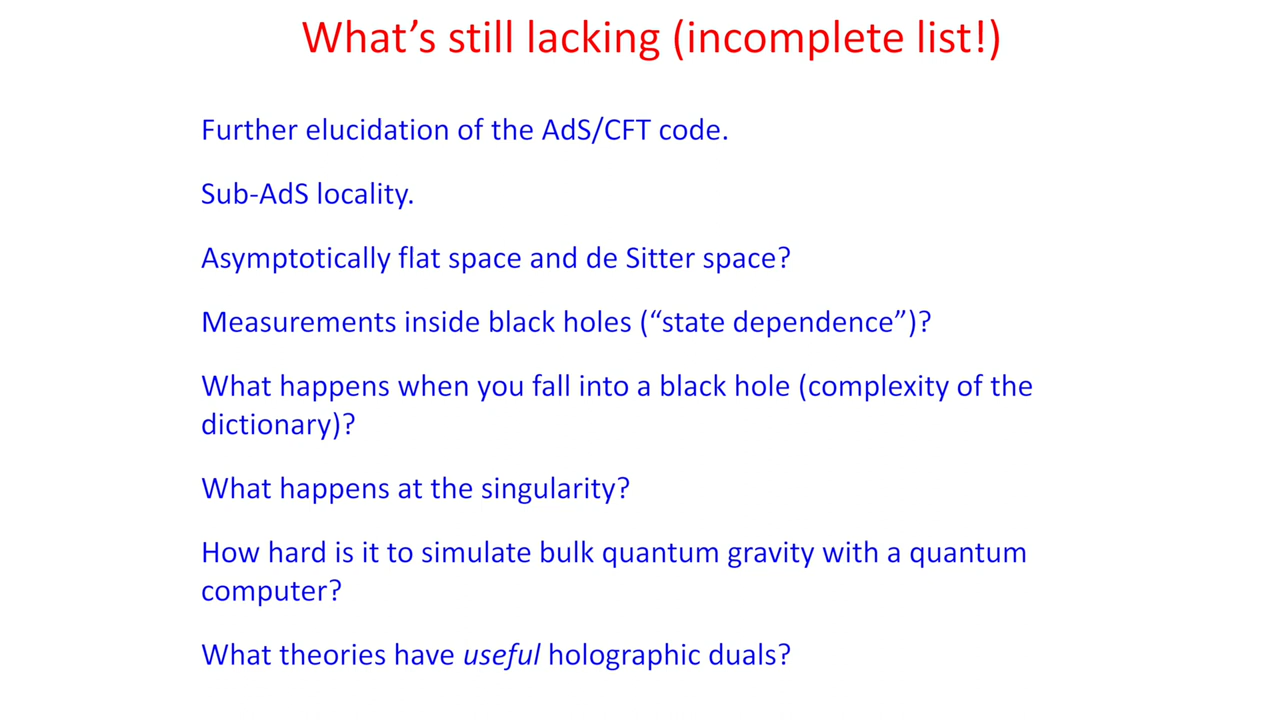 What’s still lacking (incomplete list!)
Further elucidation of the AdS/CFT code.
Sub-AdS locality.
Asymptotically flat space and de Sitter space?
Measurements inside black holes (“state dependence”)?
What happens when you fall into a black hole (complexity of the
dictionary)?
What happens at the singularity?
How hard is it to simulate bulk quantum gravity with a quantum
computer?
What theories have useful holographic duals?